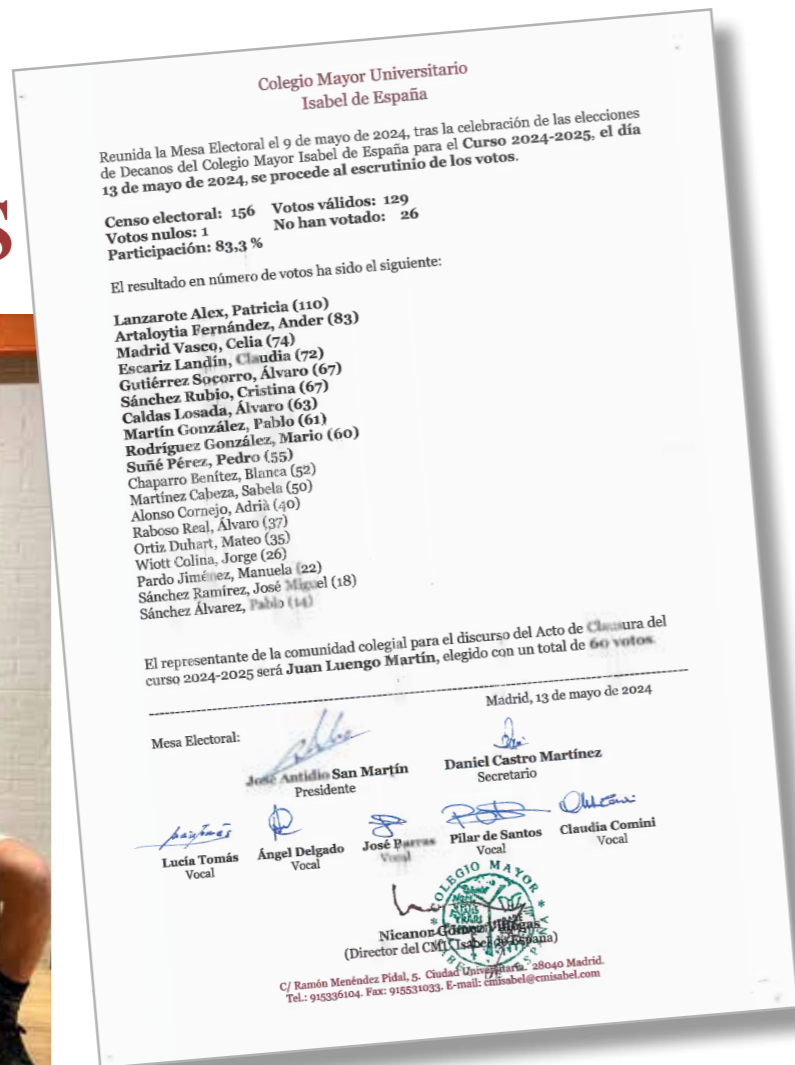 S
Colegio Mayor Universitario
Isabel de España
Reunida la Mesa Electoral el 9 de mayo de 2024, tras la celebración de las elecciones
de Decanos del Colegio Mayor Isabel de España para el Curso 2024-2025, el día
13 de mayo de 2024, se procede al escrutinio de los votos.
Censo electoral: 156 Votos válidos: 129
Votos nulos: 1 No han votado: 26
Participación: 83,3 %
El resultado en número de votos ha sido el siguiente:
Lanzarote Alex, Patricia (110)
Artaloytia Fernández, Ander (83)
Madrid Vasco, Celia (74)
Escariz Landín, Claudia (72)
Gutiérrez Socorro, Álvaro (67)
Sánchez Rubio, Cristina (67)
Caldas Losada, Álvaro (63)
Martín González, Pablo (61)
Rodríguez González, Mario (60)
Suñé Pérez, Pedro (55)
Chaparro Benítez, Blanca (52)
Martínez Cabeza, Sabela (50)
Alonso Cornejo, Adrià (40)
Raboso Real, Álvaro (37)
Ortiz Duhart, Mateo (35)
Wiott Colina, Jorge (26)
Pardo Jiménez, Manuela (22)
Sánchez Ramírez, José Miguel (18)
Sánchez Álvarez, Pablo (14)
El representante de la comunidad colegial para el discurso del Acto de Clausura del
curso 2024-2025 será Juan Luengo Martín, elegido con un total de 60 votos.
Madrid, 13 de mayo de 2024
Mesa Electoral:
José Antidio San Martín Daniel Castro Martínez
Presidente Secretario
Lucía Tomás Ángel Delgado José Parras Pilar de Santos Claudia Comini
Vocal Vocal Vocal Vocal Vocal
COLEGIO MAYOR
Nicanor Gómez Villegas
(Director del CMU Isabel de España)
C/ Ramón Menéndez Pidal, 5. Ciudad Universitaria. 28040 Madrid.
Tel.: 915336104. Fax: 915531033. E-mail: cmisabel@cmisabel.com